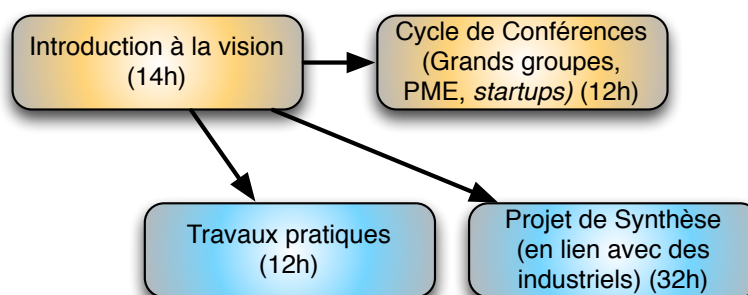 Introduction à la vision
(14h)
Cycle de Conférences
(Grands groupes,
PME, startups) (12h)
Travaux pratiques
(12h)
Projet de Synthèse
(en lien avec des
industriels) (32h)